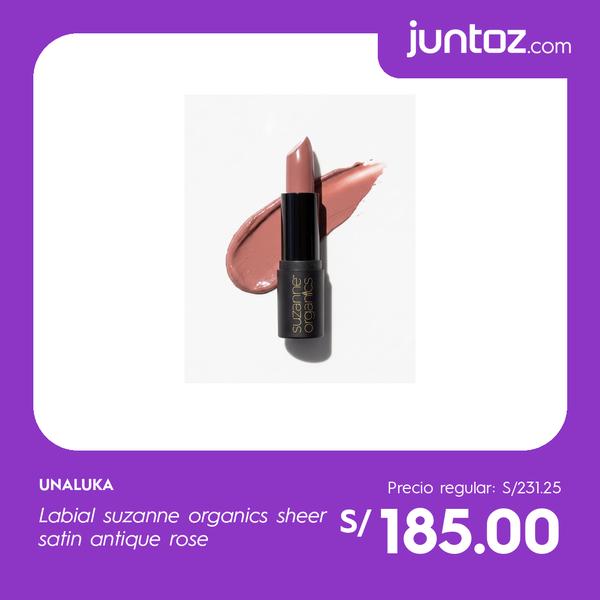 juntoz.com
suzanne
organics
UNALUKA
Labial suzanne organics sheer
satin antique rose
Precio regular: S/231.25
S/185.00